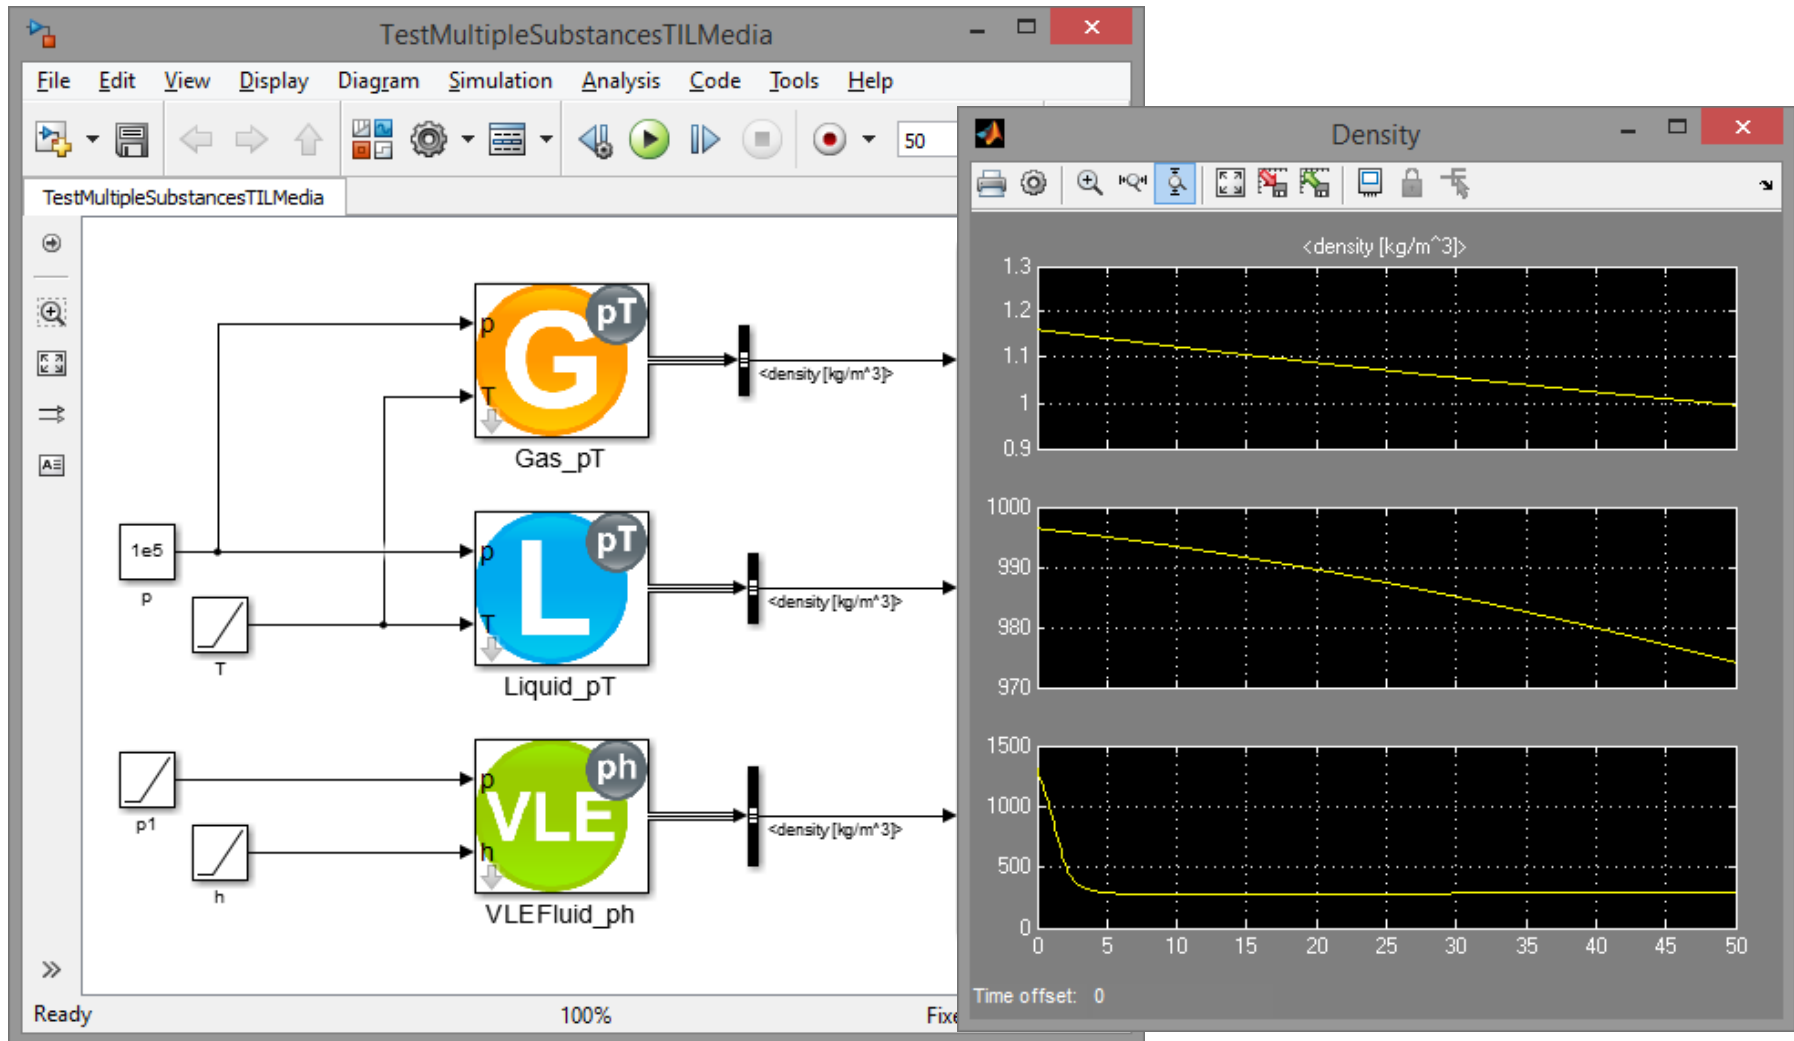 TestMultipleSubstancesTILMedia
File Edit View Display Diagram Simulation Analysis Code Tools Help
50
TestMultipleSubstancesTILMedia
G
pT
p
T
<density [kg/m^3]>
Gas_pT
1e5
p
T
L
pT
p
T
<density [kg/m^3]>
Liquid_pT
p1
h
VLE
ph
p
h
<density [kg/m^3]>
VLEFluid_ph
Ready 100% Fixe
Density
<density [kg/m^3]>
1.3
1.2
1.1
1
0.9
1000
990
980
970
1500
1000
500
0
0 5 10 15 20 25 30 35 40 45 50
Time offset: 0